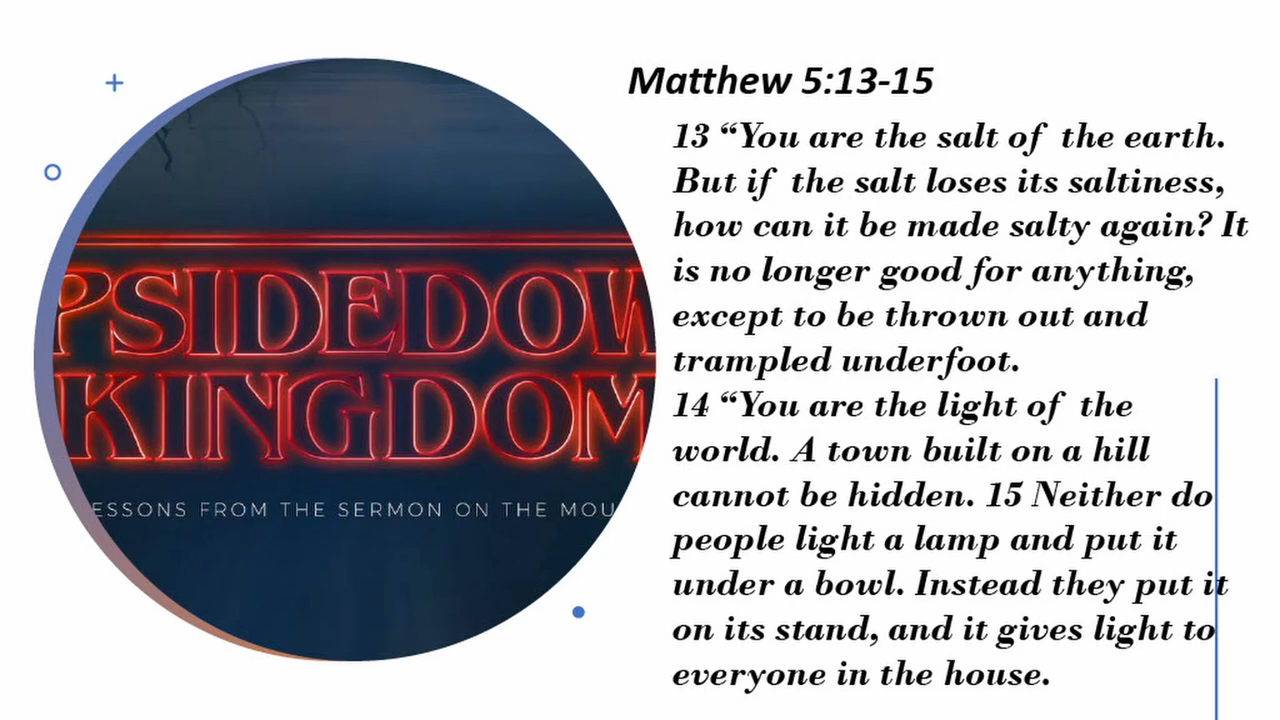 Matthew 5:13-15
13 “You are the salt of the earth.
But if the salt loses its saltiness,
how can it be made salty again? It
is no longer good for anything,
except to be thrown out and
trampled underfoot.
14 “You are the light of the
world. A town built on a hill
cannot be hidden. 15 Neither do
people light a lamp and put it
under a bowl. Instead they put it
on its stand, and it gives light to
everyone in the house.
PSIDEDOW
KINGDOM
ESSONS FROM THE SERMON ON THE MOU